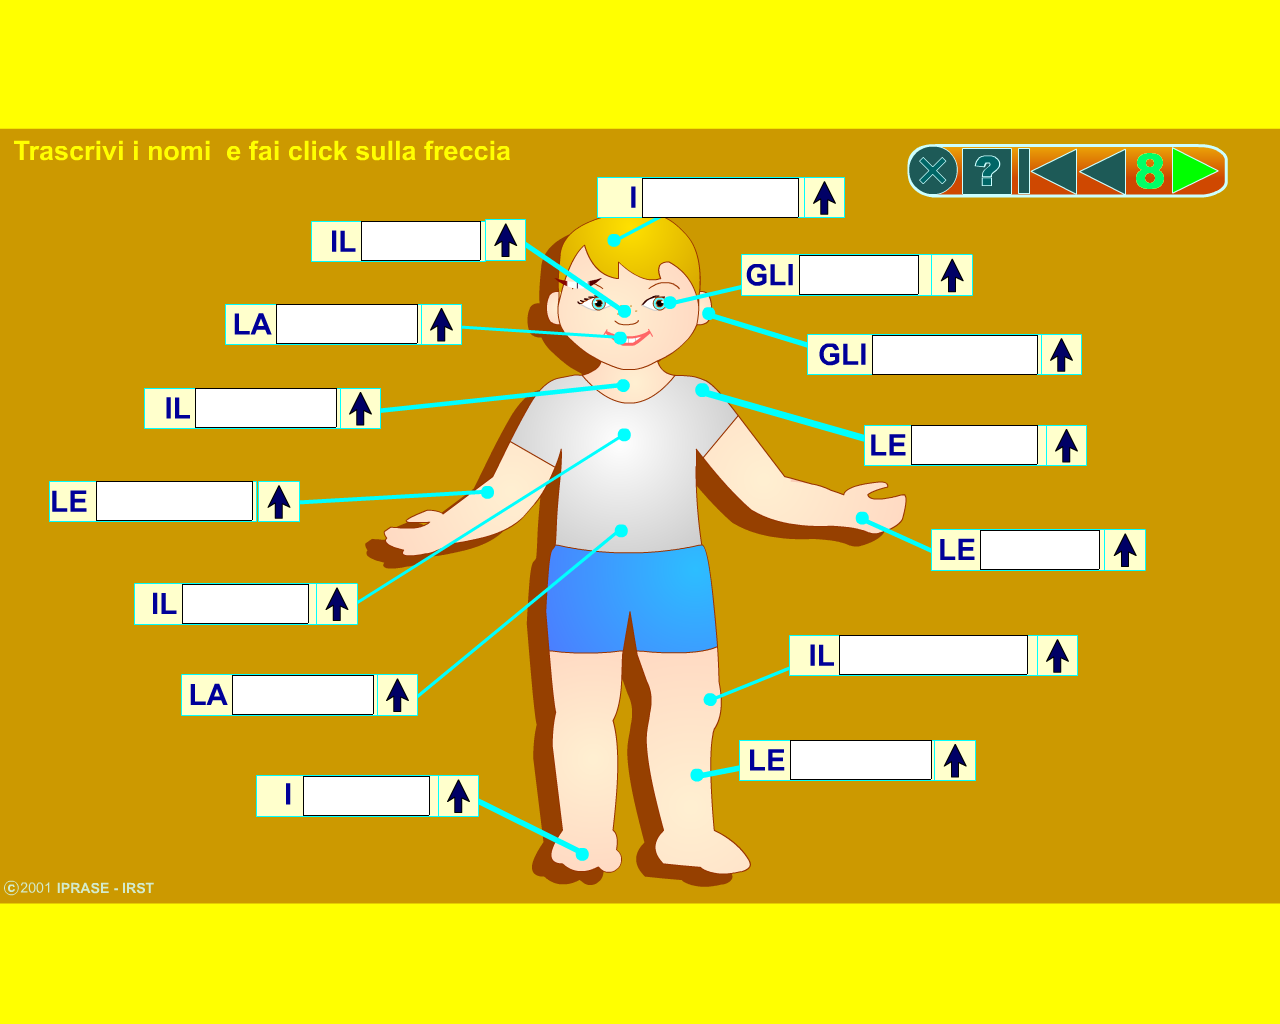 Trascrivi i nomi e fai click sulla freccia
? 8
I
IL
GLI
LA
GLI
IL
LE
LE
LE
IL
IL
LA
LE
I
©2001 IPRASE - IRST